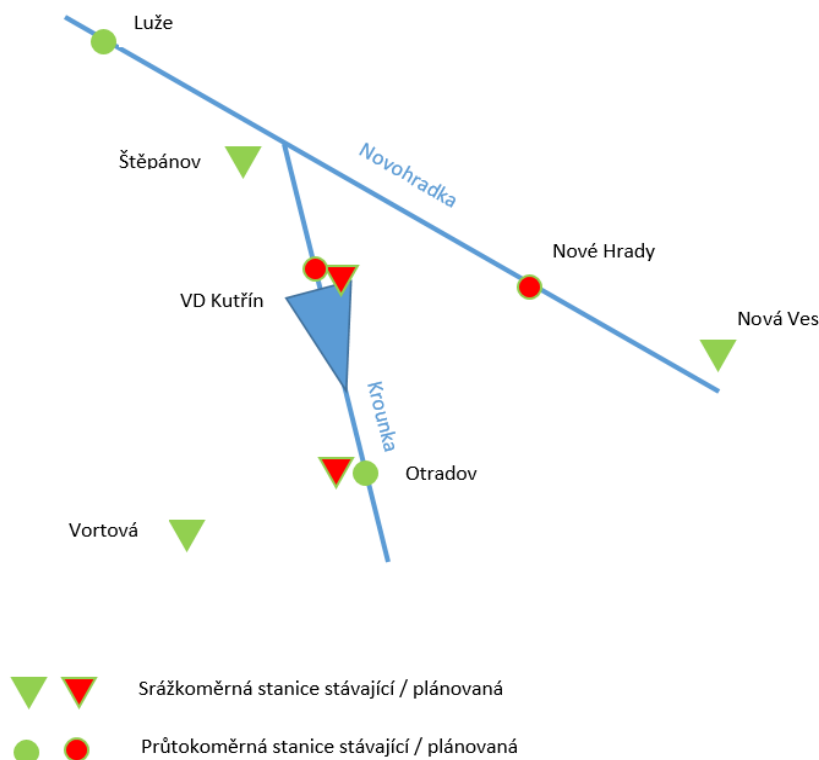 Luže
Štěpánov
Novohradka
Nové Hrady
VD Kutřín
Nová Ves
Krounka
Otradov
Vortová
Srážkoměrná stanice stávající / plánovaná
Průtokoměrná stanice stávající / plánovaná